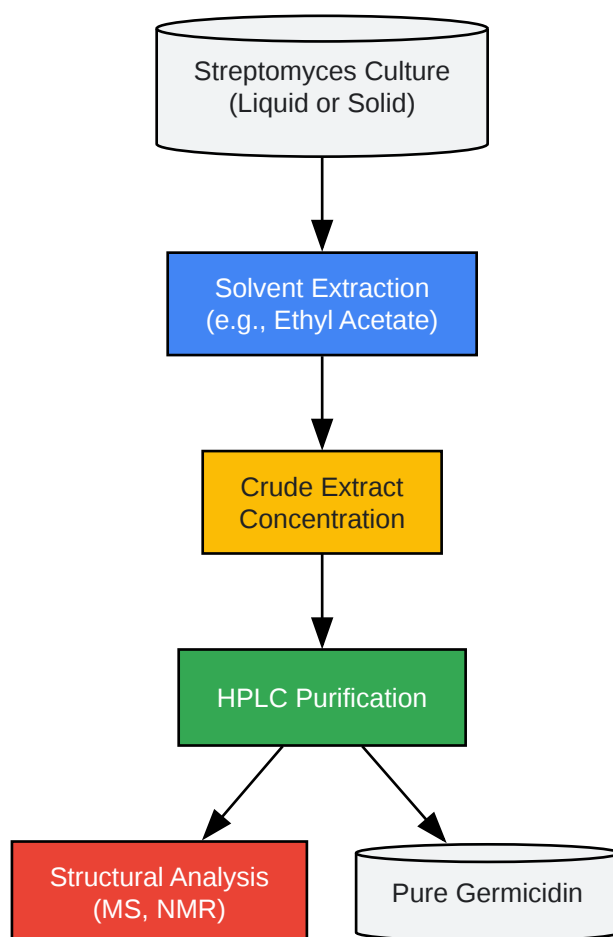 Streptomyces Culture
(Liquid or Solid)
Solvent Extraction
(e.g., Ethyl Acetate)
Crude Extract
Concentration
HPLC Purification
Structural Analysis
(MS, NMR)
Pure Germicidin